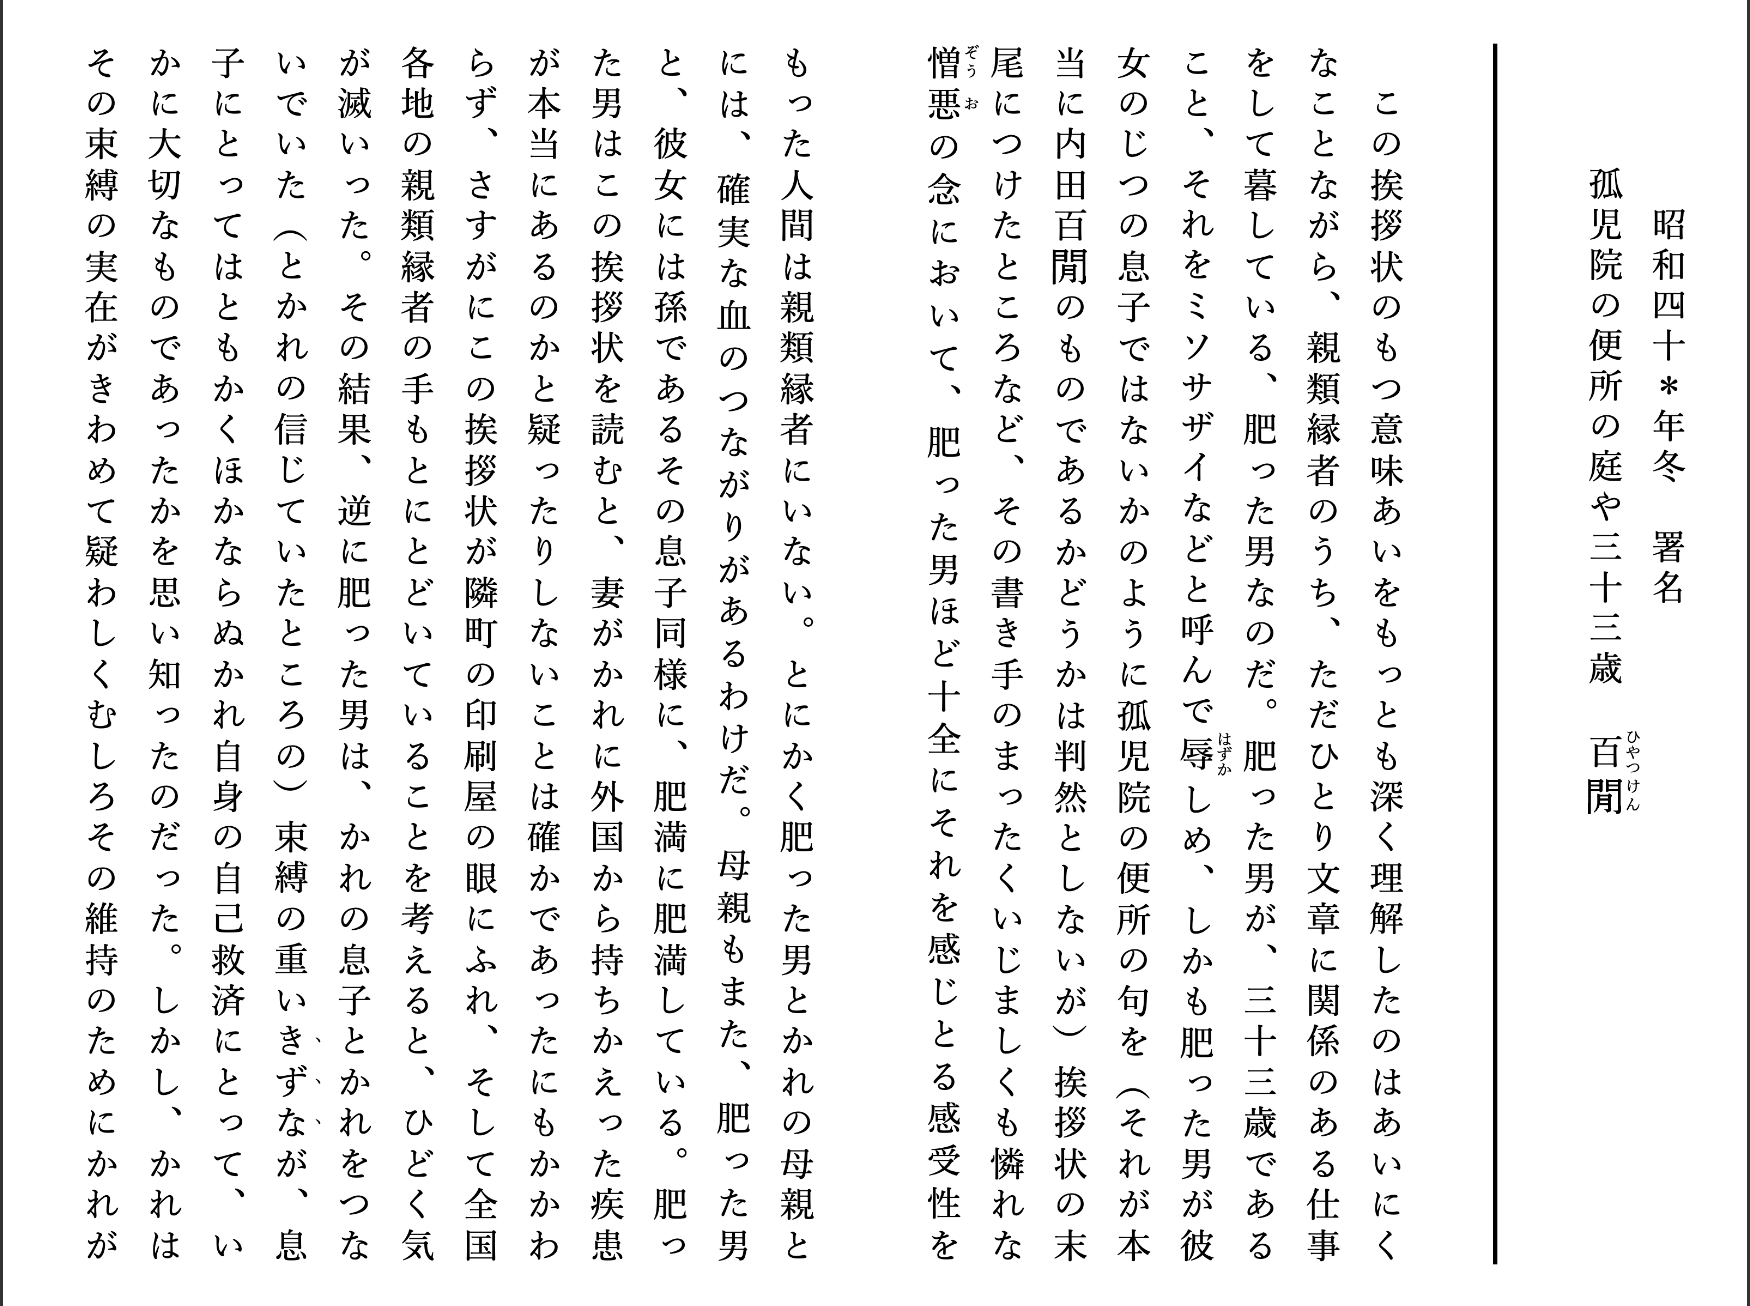 昭和四十＊年冬　署名
孤児院の便所の庭や三十三歳　百閒
ひやつけん
この挨拶状のもつ意味あいをもっとも深く理解したのはあいにく
なことながら、親類縁者のうち、ただひとり文章に関係のある仕事
をして暮している、肥った男なのだ。肥った男が、三十三歳である
こと、それをミソサザイなどと呼んで辱しめ、しかも肥った男が彼
はずか
女のじつの息子ではないかのように孤児院の便所の句を（それが本
当に内田百閒のものであるかどうかは判然としないが）挨拶状の末
尾につけたところなど、その書き手のまったくいじましくも憐れな
憎悪の念において、肥った男ほど十全にそれを感じとる感受性を
ぞうお
もった人間は親類縁者にいない。とにかく肥った男とかれの母親と
には、確実な血のつながりがあるわけだ。母親もまた、肥った男
と、彼女には孫であるその息子同様に、肥満に肥満している。肥っ
た男はこの挨拶状を読むと、妻がかれに外国から持ちかえった疾患
が本当にあるのかと疑ったりしないことは確かであったにもかかわ
らず、さすがにこの挨拶状が隣町の印刷屋の眼にふれ、そして全国
各地の親類縁者の手もとにとどいていることを考えると、ひどく気
が滅いった。その結果、逆に肥った男は、かれの息子とかれをつな
いでいた（とかれの信じていたところの）束縛の重いきずなが、息
子にとってはともかくほかならぬかれ自身の自己救済にとって、い
かに大切なものであったかを思い知ったのだった。しかし、かれは
その束縛の実在がきわめて疑わしくむしろその維持のためにかれが